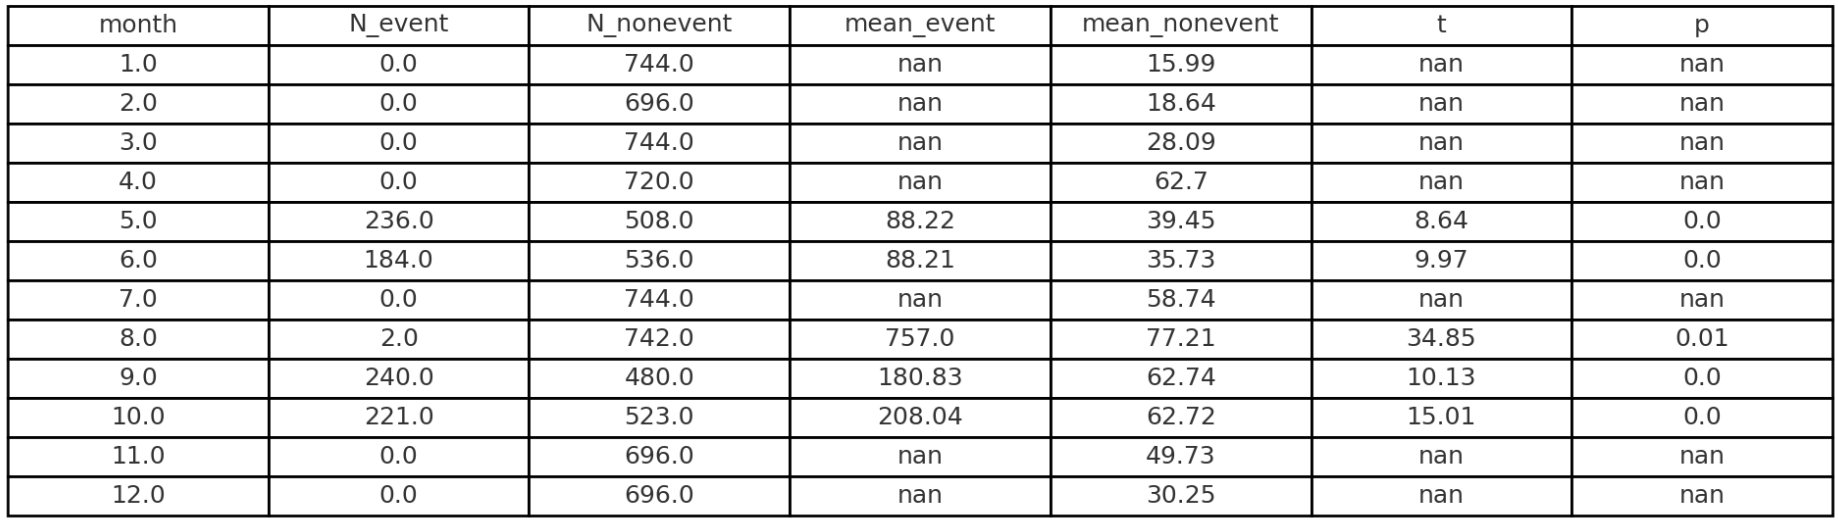 month N_event N_nonevent mean_event mean_nonevent t p
1.0 0.0 744.0 nan 15.99 nan nan
2.0 0.0 696.0 nan 18.64 nan nan
3.0 0.0 744.0 nan 28.09 nan nan
4.0 0.0 720.0 nan 62.7 nan nan
5.0 236.0 508.0 88.22 39.45 8.64 0.0
6.0 184.0 536.0 88.21 35.73 9.97 0.0
7.0 0.0 744.0 nan 58.74 nan nan
8.0 2.0 742.0 757.0 77.21 34.85 0.01
9.0 240.0 480.0 180.83 62.74 10.13 0.0
10.0 221.0 523.0 208.04 62.72 15.01 0.0
11.0 0.0 696.0 nan 49.73 nan nan
12.0 0.0 696.0 nan 30.25 nan nan